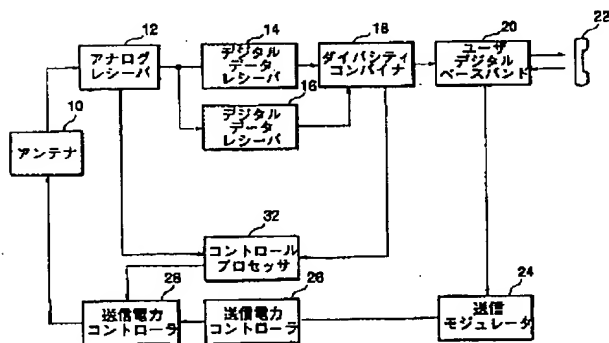 12
アナログ
レシーバ
14
デジタル
データ
レシーバ
16
デジタル
データ
レシーバ
18
ダイバシティ
コンバイナ
20
ユーザ
デジタル
ベースバンド
22
10
アンテナ
32
コントロール
プロセッサ
28
送信電力
コントローラ
26
送信電力
コントローラ
24
送信
モジュレータ